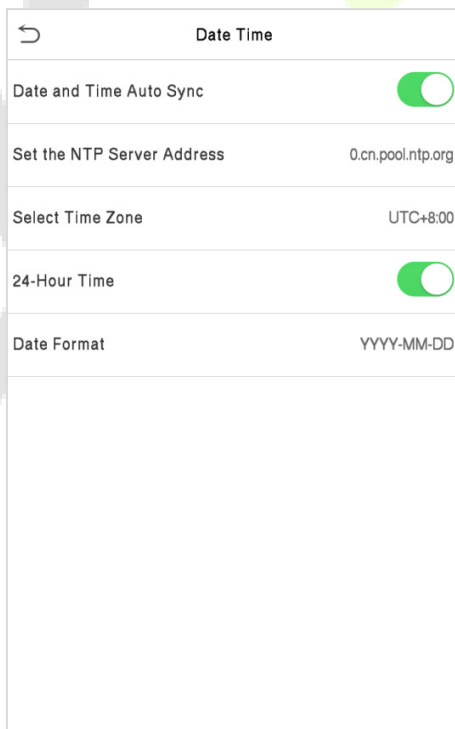 Date Time
Date and Time Auto Sync
Set the NTP Server Address 0.cn.pool.ntp.org
Select Time Zone UTC+8:00
24-Hour Time
Date Format YYYY-MM-DD